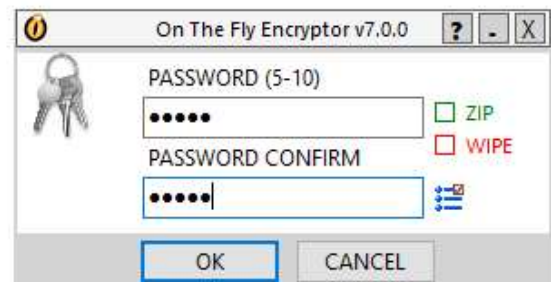 On The Fly Encryptor v7.0.0 ? . X
PASSWORD (5-10)
●●●●● ZIP
WIPE
PASSWORD CONFIRM
●●●●●
OK CANCEL